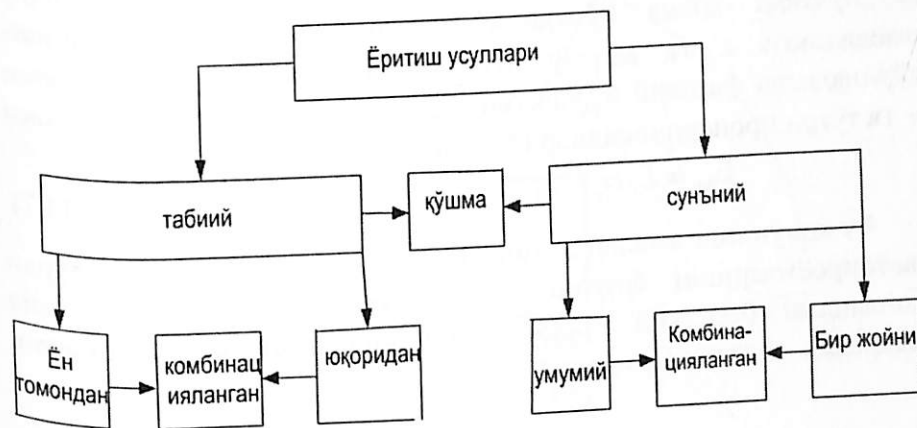 Ёритиш усуллари
табиий
қўшма
сунъний
Ён
томондан
комбинац
ияланган
юқоридан
умумий
Комбина-
цияланган
Бир жойни